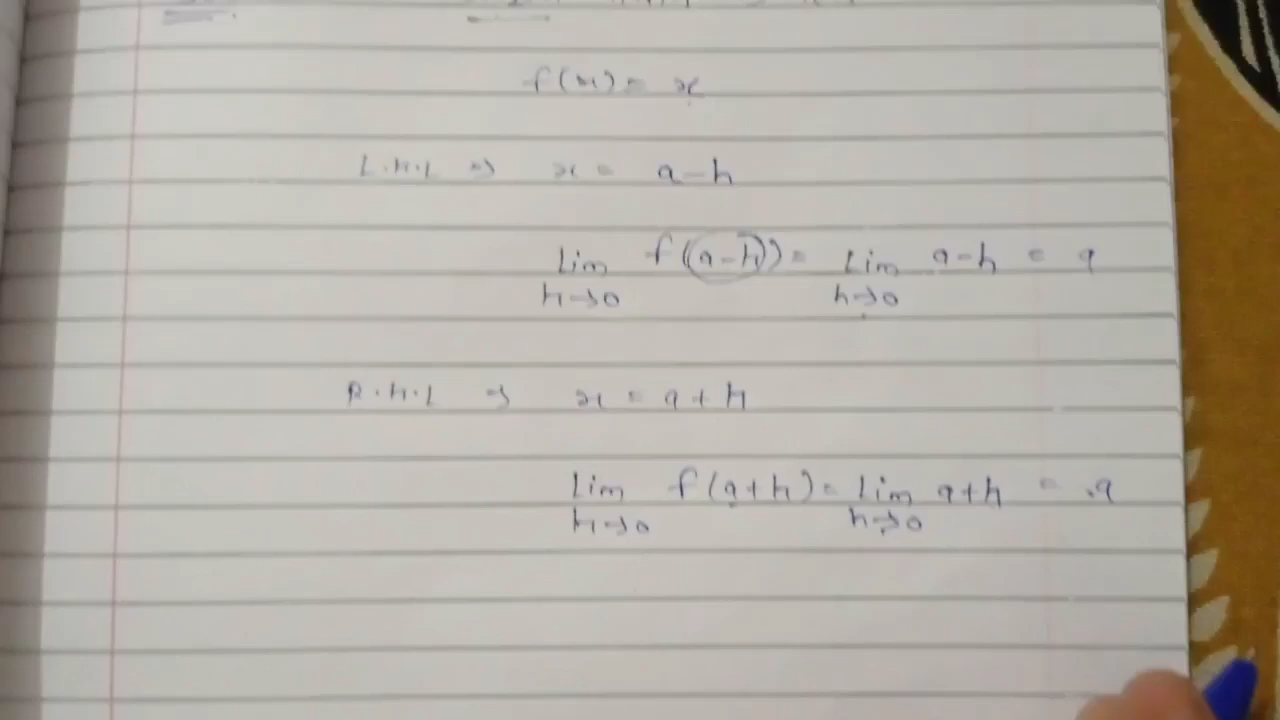 f(x) = x
L.H.L ⇒ x = a-h
lim f(a-h) = lim a-h = a
h→0 h→0
R.H.L ⇒ x = a+h
lim f(a+h) = lim a+h = a
h→0 h→0